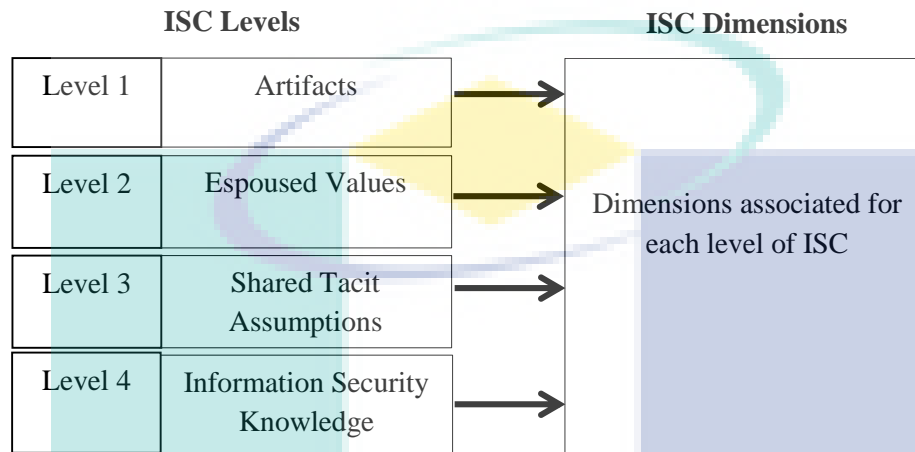 ISC Levels
ISC Dimensions
Level 1
Artifacts
Level 2
Espoused Values
Level 3
Shared Tacit
Assumptions
Level 4
Information Security
Knowledge
Dimensions associated for
each level of ISC